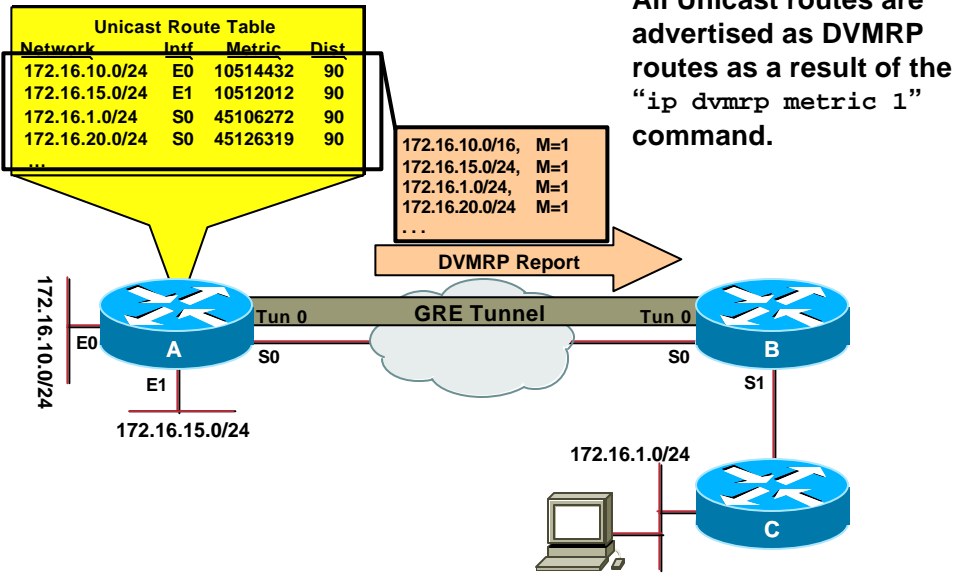 All Unicast routes are
advertised as DVMRP
routes as a result of the
“ip dvmrp metric 1”
command.
Unicast Route Table
Network Intf Metric Dist
172.16.10.0/24 E0 10514432 90
172.16.15.0/24 E1 10512012 90
172.16.1.0/24 S0 45106272 90
172.16.20.0/24 S0 45126319 90
...
172.16.10.0/16, M=1
172.16.15.0/24, M=1
172.16.1.0/24, M=1
172.16.20.0/24 M=1
. . .
DVMRP Report
172.16.10.0/24
E0
A
Tun 0
GRE Tunnel
Tun 0
B
S0
S0
E1
S1
172.16.15.0/24
172.16.1.0/24
C